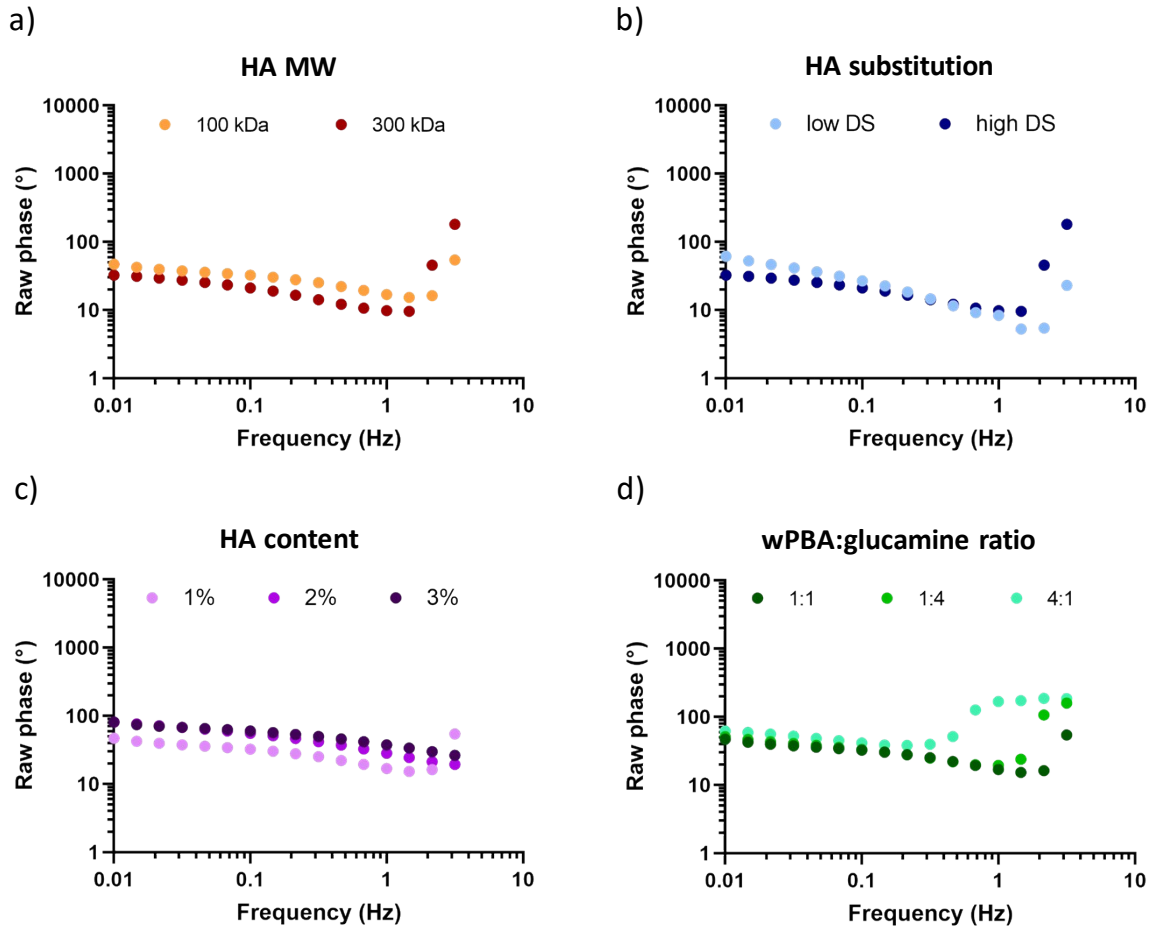 a)
HA MW
100 kDa 300 kDa
10000
1000
100
10
1
Raw phase (°)
0.01 0.1 1 10
Frequency (Hz)
b)
HA substitution
low DS high DS
10000
1000
100
10
1
Raw phase (°)
0.01 0.1 1 10
Frequency (Hz)
c)
HA content
1% 2% 3%
10000
1000
100
10
1
Raw phase (°)
0.01 0.1 1 10
Frequency (Hz)
d)
wPBA:glucamine ratio
1:1 1:4 4:1
10000
1000
100
10
1
Raw phase (°)
0.01 0.1 1 10
Frequency (Hz)